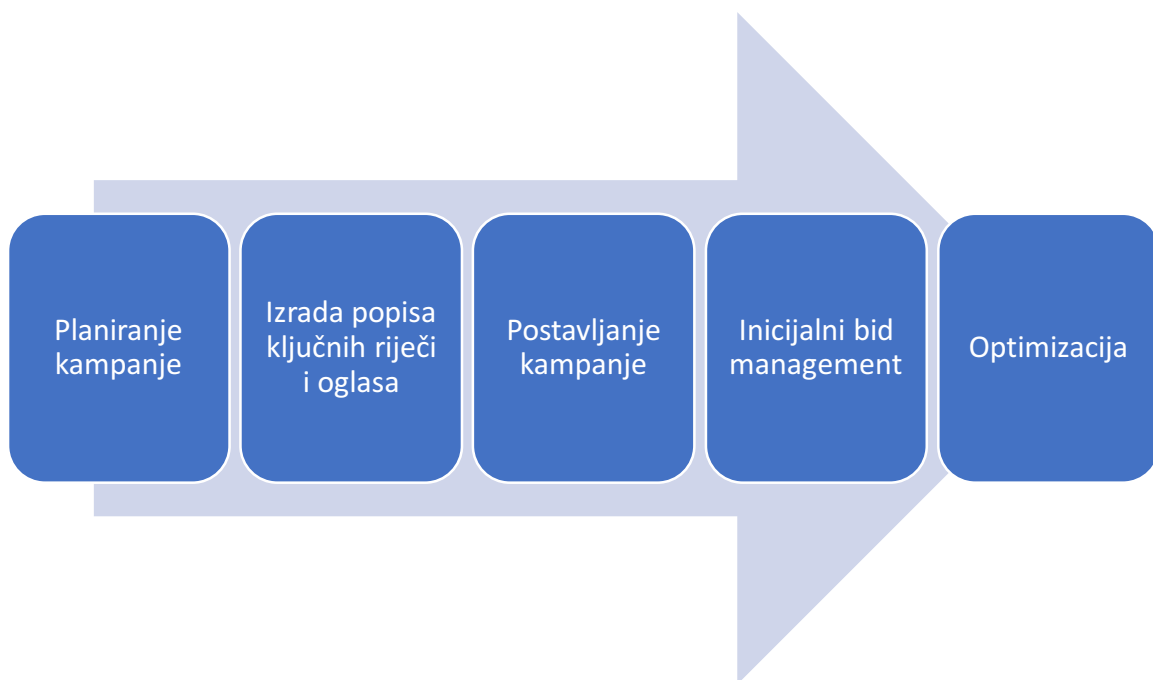 Planiranje
kampanje
Izrada popisa
ključnih riječi
i oglasa
Postavljanje
kampanje
Inicijalni bid
management
Optimizacija